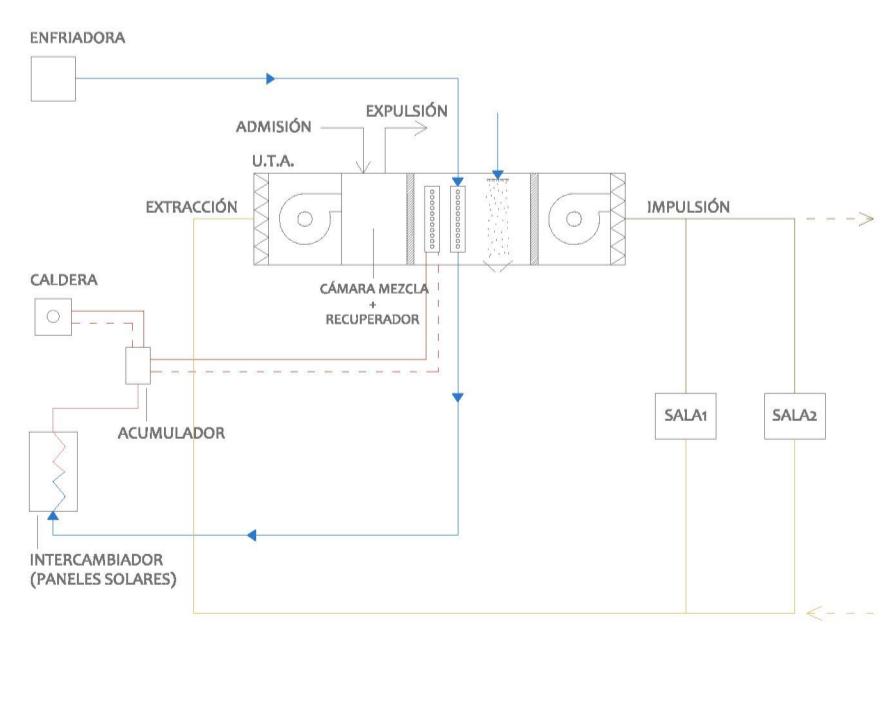 ENFRIADORA
EXPULSIÓN
ADMISIÓN
U.T.A.
EXTRACCIÓN
IMPULSIÓN
CALDERA
CÁMARA MEZCLA
+
RECUPERADOR
SALA1
SALA2
ACUMULADOR
INTERCAMBIADOR
(PANELES SOLARES)